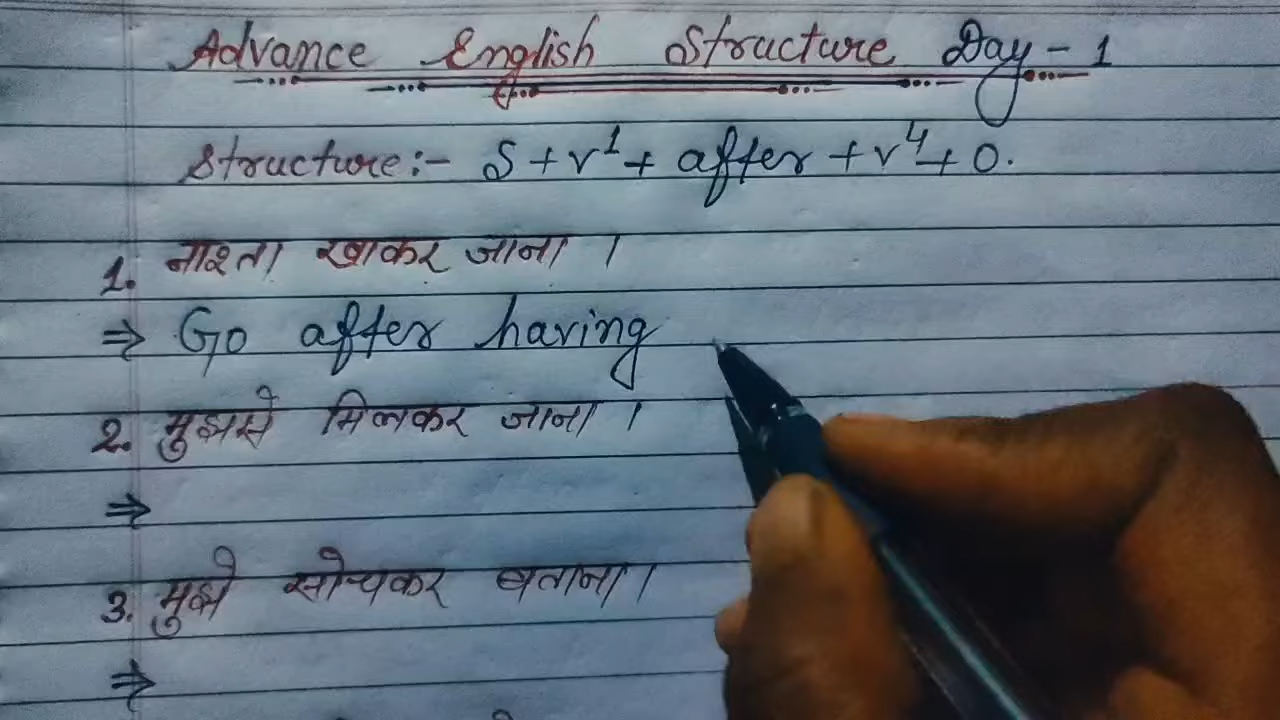 Advance English Structure Day-1
Structure:- S + v¹ + after + v⁴ + O.
1. नाश्ता खाकर जाना ।
⇒ Go after having
2. मुझसे मिलकर जाना ।
⇒
3. मुझे सोचकर बताना ।
⇒